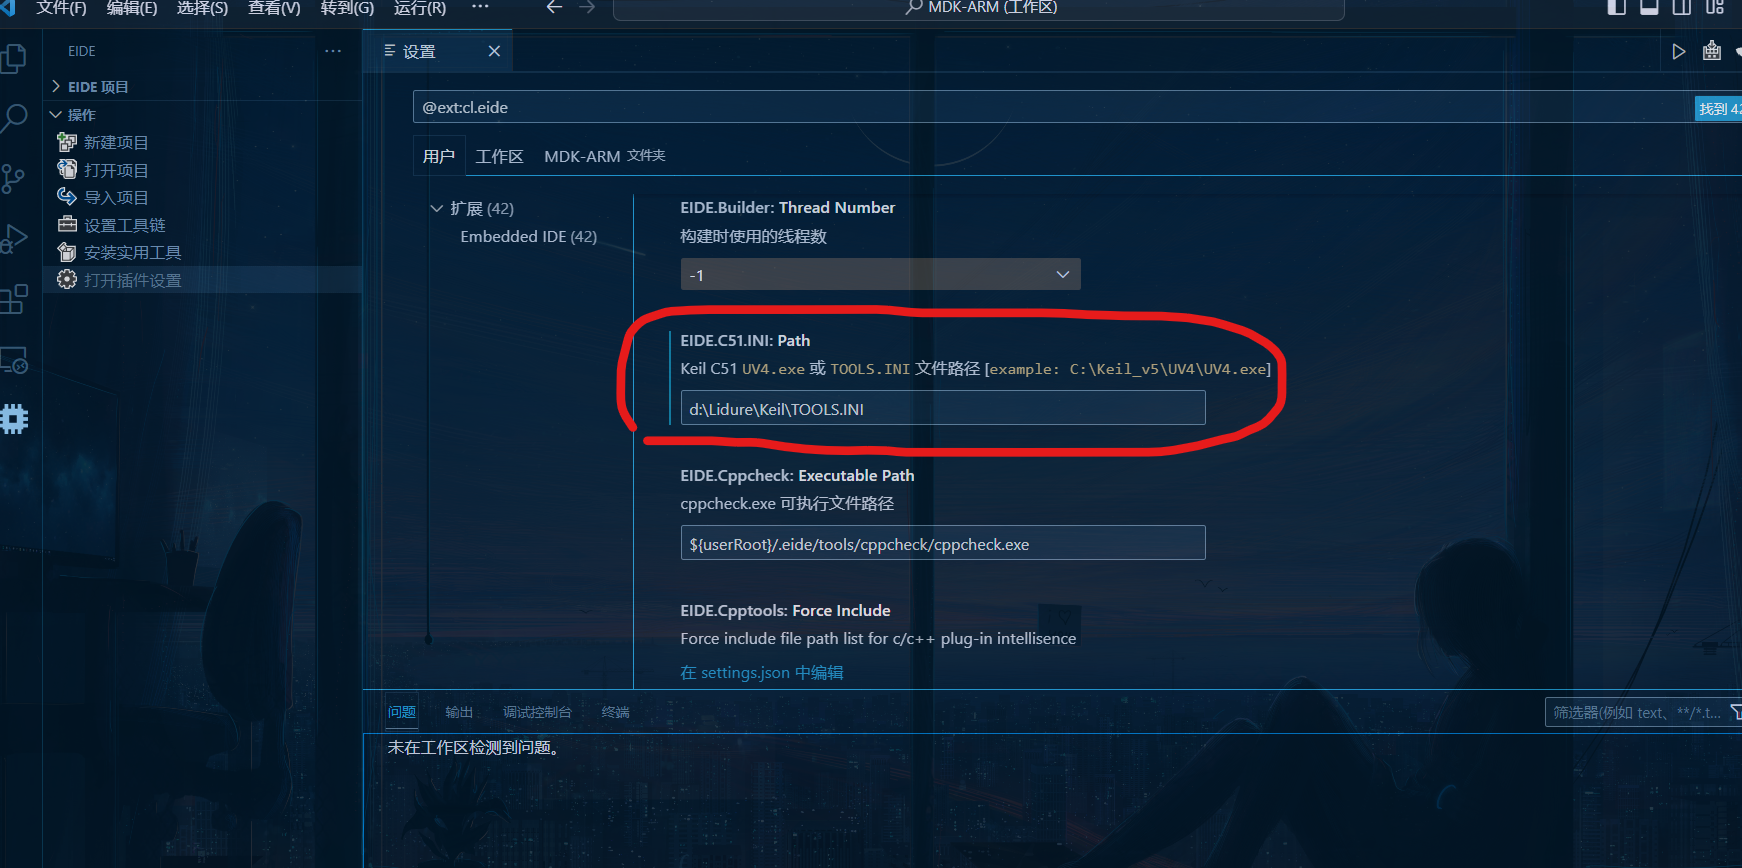 文件(F) 编辑(E) 选择(S) 查看(V) 转到(G) 运行(R) ···
MDK-ARM (工作区)
EIDE
EIDE 项目
操作
新建项目
打开项目
导入项目
设置工具链
安装实用工具
打开插件设置
设置
@ext:cl.eide
找到 42
用户 工作区 MDK-ARM 文件夹
扩展 (42)
Embedded IDE (42)
EIDE.Builder: Thread Number
构建时使用的线程数
-1
EIDE.C51.INI: Path
Keil C51 UV4.exe 或 TOOLS.INI 文件路径 [example: C:\Keil_v5\UV4\UV4.exe]
d:\Lidure\Keil\TOOLS.INI
EIDE.Cppcheck: Executable Path
cppcheck.exe 可执行文件路径
${userRoot}/.eide/tools/cppcheck/cppcheck.exe
EIDE.Cpptools: Force Include
Force include file path list for c/c++ plug-in intellisence
在 settings.json 中编辑
问题 输出 调试控制台 终端
筛选器(例如 text、**/*.t...
未在工作区检测到问题。